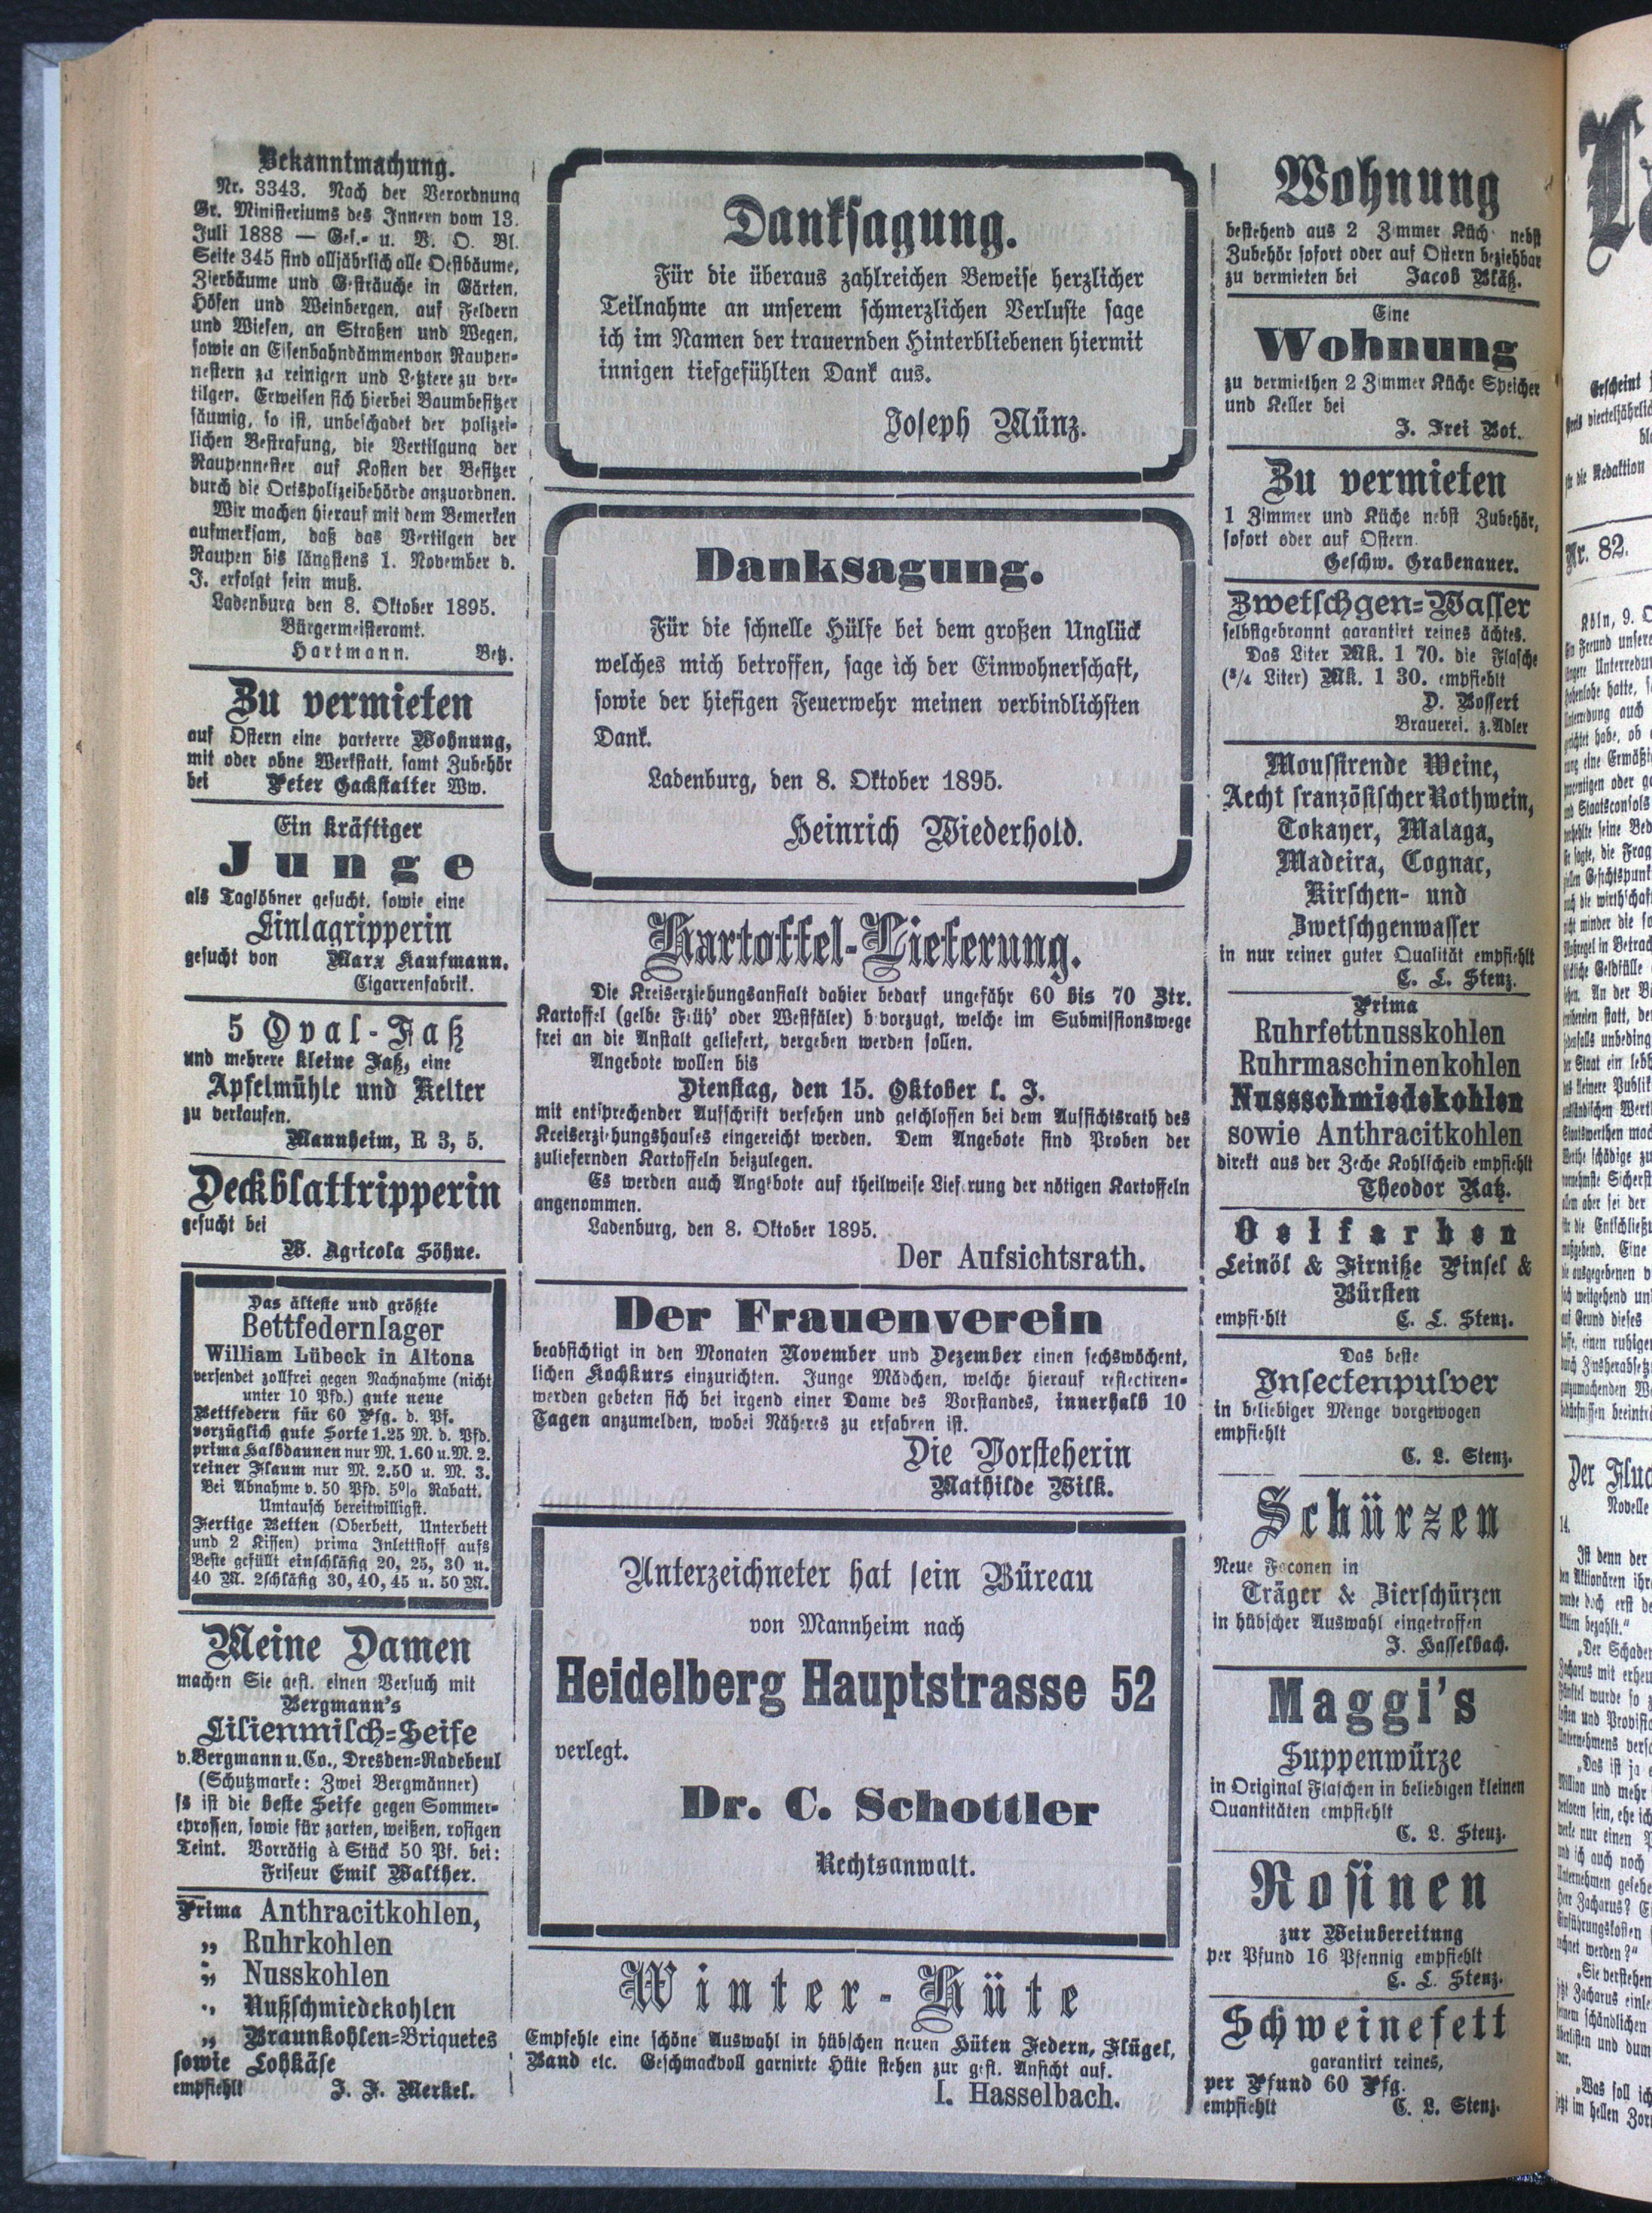 Bekanntmachung.
Nr. 3343. Nach der Verordnung
Gr. Ministeriums des Innern vom 13.
Juli 1888 — Ges.- u. V. O. Bl.
Seite 345 sind alljährlich alle Oestbäume,
Zierbäume und Gesträuche in Gärten,
Höfen und Weinbergen, auf Feldern
und Wiesen, an Straßen und Wegen,
sowie an Eisenbahndämmen von Raupen-
nestern zu reinigen und Letztere zu ver-
tilgen. Erweisen sich hierbei Baumbesitzer
säumig, so ist, unbeschadet der polizei-
lichen Bestrafung, die Vertilgung der
Raupennester auf Kosten der Besitzer
durch die Ortspolizeibehörde anzuordnen.
Wir machen hierauf mit dem Bemerken
aufmerksam, daß das Vertilgen der
Raupen bis längstens 1. November d.
J. erfolgt sein muß.
Ladenburg den 8. Oktober 1895.
Bürgermeisteramt.
Hartmann. Betz.
Zu vermieten
auf Ostern eine parterre Wohnung,
mit oder ohne Werkstatt, samt Zubehör
bei Peter Gackstatter Ww.
Ein kräftiger
Junge
als Taglöhner gesucht, sowie eine
Einlagripperin
gesucht von Marx Kaufmann.
Cigarrenfabrik.
5 Oval-Faß
und mehrere kleine Faß, eine
Apfelmühle und Kelter
zu verkaufen.
Mannheim, R 3, 5.
Deckblattripperin
gesucht bei
W. Agricola Söhne.
Das älteste und größte
Bettfedernlager
William Lübeck in Altona
versendet zollfrei gegen Nachnahme (nicht
unter 10 Pfd.) gute neue
Bettfedern für 60 Pfg. d. Pf.
vorzüglich gute Sorte 1.25 M. d. Pfd.
prima Halbdaunen nur M. 1.60 u. M. 2.
reiner Flaum nur M. 2.50 u. M. 3.
Bei Abnahme v. 50 Pfd. 5% Rabatt.
Umtausch bereitwilligst.
Fertige Betten (Oberbett, Unterbett
und 2 Kissen) prima Inlettstoff aufs
Beste gefüllt einschläfig 20, 25, 30 u.
40 M. 2schläfig 30, 40, 45 u. 50 M.
Meine Damen
machen Sie gefl. einen Versuch mit
Bergmann's
Lilienmilch-Seife
v. Bergmann u. Co., Dresden-Radebeul
(Schutzmarke: Zwei Bergmänner)
ss ist die beste Seife gegen Sommer-
eprossen, sowie für zarten, weißen, rosigen
Teint. Vorrätig à Stück 50 Pf. bei:
Friseur Emil Walther.
Prima Anthracitkohlen,
„ Ruhrkohlen
„ Nusskohlen
„ Nußschmiedekohlen
„ Braunkohlen-Briquetes
sowie Lohkäse
empfiehlt J. F. Merkel.
Danksagung.
Für die überaus zahlreichen Beweise herzlicher
Teilnahme an unserem schmerzlichen Verluste sage
ich im Namen der trauernden Hinterbliebenen hiermit
innigen tiefgefühlten Dank aus.
Joseph Münz.
Danksagung.
Für die schnelle Hülfe bei dem großen Unglück
welches mich betroffen, sage ich der Einwohnerschaft,
sowie der hiesigen Feuerwehr meinen verbindlichsten
Dank.
Ladenburg, den 8. Oktober 1895.
Heinrich Wiederhold.
Kartoffel-Lieferung.
Die Kreiserziehungsanstalt dahier bedarf ungefähr 60 bis 70 Ztr.
Kartoffel (gelbe Früh' oder Westfäler) bevorzugt, welche im Submissionswege
frei an die Anstalt geliefert, vergeben werden sollen.
Angebote wollen bis
Dienstag, den 15. Oktober l. J.
mit entsprechender Aufschrift versehen und geschlossen bei dem Aufsichtsrath des
Kreiserziehungshauses eingereicht werden. Dem Angebote sind Proben der
zuliefernden Kartoffeln beizulegen.
Es werden auch Angebote auf theilweise Lieferung der nötigen Kartoffeln
angenommen.
Ladenburg, den 8. Oktober 1895.
Der Aufsichtsrath.
Der Frauenverein
beabsichtigt in den Monaten November und Dezember einen sechswöchent,
lichen Kochkurs einzurichten. Junge Mädchen, welche hierauf reflectiren-
werden gebeten sich bei irgend einer Dame des Vorstandes, innerhalb 10
Tagen anzumelden, wobei Näheres zu erfahren ist.
Die Vorsteherin
Mathilde Wilk.
Unterzeichneter hat sein Büreau
von Mannheim nach
Heidelberg Hauptstrasse 52
verlegt.
Dr. C. Schottler
Rechtsanwalt.
Winter-Hüte
Empfehle eine schöne Auswahl in hübschen neuen Hüten Federn, Flügel,
Band etc. Geschmackvoll garnirte Hüte stehen zur gefl. Ansicht auf.
I. Hasselbach.
Wohnung
bestehend aus 2 Zimmer Küch nebst
Zubehör sofort oder auf Ostern beziehbar
zu vermieten bei Jacob Bläß.
Eine
Wohnung
zu vermiethen 2 Zimmer Küche Speicher
und Keller bei
J. Frei Bot.
Zu vermieten
1 Zimmer und Küche nebst Zubehör,
sofort oder auf Ostern.
Geschw. Grabenauer.
Zwetschgen-Wasser
selbstgebrannt garantirt reines ächtes.
Das Liter Mk. 1 70. die Flasche
(3/4 Liter) Mk. 1 30. empfiehlt
D. Bossert
Brauerei. z. Adler
Moussirende Weine,
Aecht französischer Rothwein,
Tokayer, Malaga,
Madeira, Cognac,
Kirschen- und
Zwetschgenwasser
in nur reiner guter Qualität empfiehlt
C. L. Stenz.
Prima
Ruhrfettnusskohlen
Ruhrmaschinenkohlen
Nussschmiedekohlen
sowie Anthracitkohlen
direkt aus der Zeche Kohlscheid empfiehlt
Theodor Katz.
Oelfarben
Leinöl & Firniße Pinsel &
Bürsten
empfiehlt C. L. Stenz.
Das beste
Insectenpulver
in beliebiger Menge vorgewogen
empfiehlt
C. L. Stenz.
Schürzen
Neue Faconen in
Träger & Zierschürzen
in hübscher Auswahl eingetroffen
J. Hasselbach.
Maggi's
Suppenwürze
in Original Flaschen in beliebigen kleinen
Quantitäten empfiehlt
C. L. Stenz.
Rosinen
zur Weinbereitung
per Pfund 16 Pfennig empfiehlt
C. L. Stenz.
Schweinefett
garantirt reines,
per Pfund 60 Pfg.
empfiehlt C. L. Stenz.
Erscheint
Nr. 82.
Köln, 9. O
Der Fluc
Novelle
14.
Ist denn der